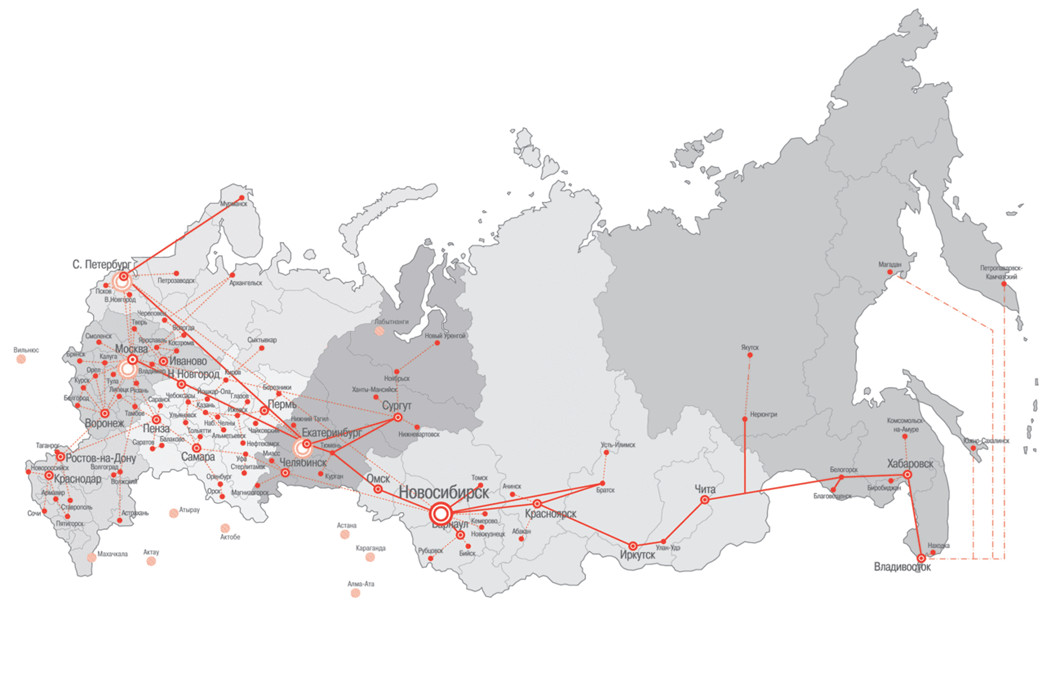 Мурманск
С. Петербург
Петрозаводск
Архангельск
Псков
В.Новгород
Магадан
Петропавловск-
Камчатский
Череповец
Тверь
Вологда
Лабытнанги
Смоленск
Ярославль
Кострома
Сыктывкар
Новый Уренгой
Вильнюс
Брянск
Москва
Иваново
Якутск
Калуга
Орел
Владимир
Н.Новгород
Киров
Ноябрьск
Курск
Тула
Липецк
Рязань
Йошкар-Ола
Березники
Ханты-Мансийск
Белгород
Саранск
Чебоксары
Казань
Глазов
Пермь
Сургут
Воронеж
Тамбов
Ульяновск
Ижевск
Наб. Челны
Нижний Тагил
Нерюнгри
Комсомольск
-на-Амуре
Пенза
Тольятти
Альметьевск
Чайковский
Екатеринбург
Нижневартовск
Таганрог
Саратов
Балаково
Нефтекамск
Тюмень
Усть-Илимск
Южно-Сахалинск
Ростов-на-Дону
Самара
Уфа
Миасс
Челябинск
Новороссийск
Волгоград
Стерлитамак
Белогорск
Хабаровск
Краснодар
Волжский
Оренбург
Курган
Омск
Томск
Ачинск
Братск
Чита
Биробиджан
Благовещенск
Армавир
Орск
Магнитогорск
Новосибирск
Ставрополь
Сочи
Астрахань
Атырау
Кемерово
Красноярск
Пятигорск
Барнаул
Новокузнецк
Абакан
Астана
Актобе
Махачкала
Актау
Караганда
Рубцовск
Бийск
Иркутск
Улан-Удэ
Находка
Владивосток
Алма-Ата